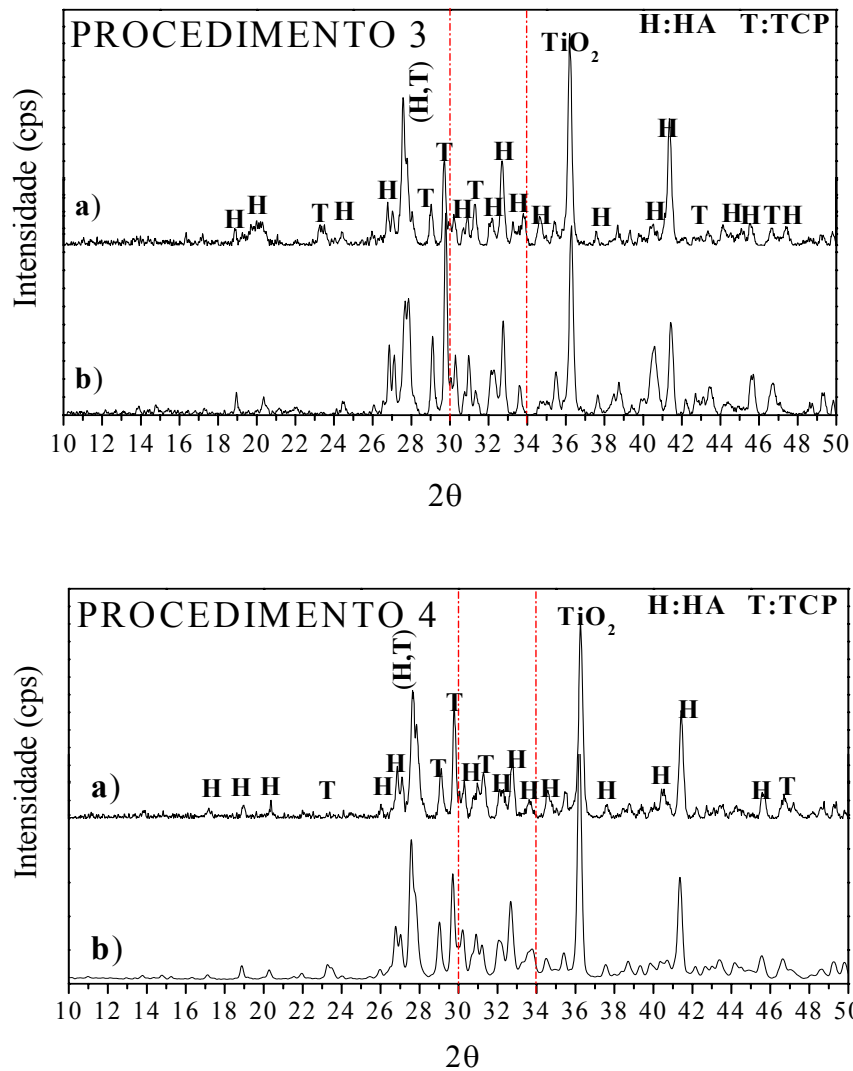 PROCEDIMENTO 3
H:HA T:TCP
TiO₂
(H,T)
H H T H H T T H T H H H H H H H T H H T H
a)
b)
Intensidade (cps)
10 12 14 16 18 20 22 24 26 28 30 32 34 36 38 40 42 44 46 48 50
2θ
PROCEDIMENTO 4
H:HA T:TCP
TiO₂
(H,T)
H H H T H H T T H T H H H H H H H H T
a)
b)
Intensidade (cps)
10 12 14 16 18 20 22 24 26 28 30 32 34 36 38 40 42 44 46 48 50
2θ